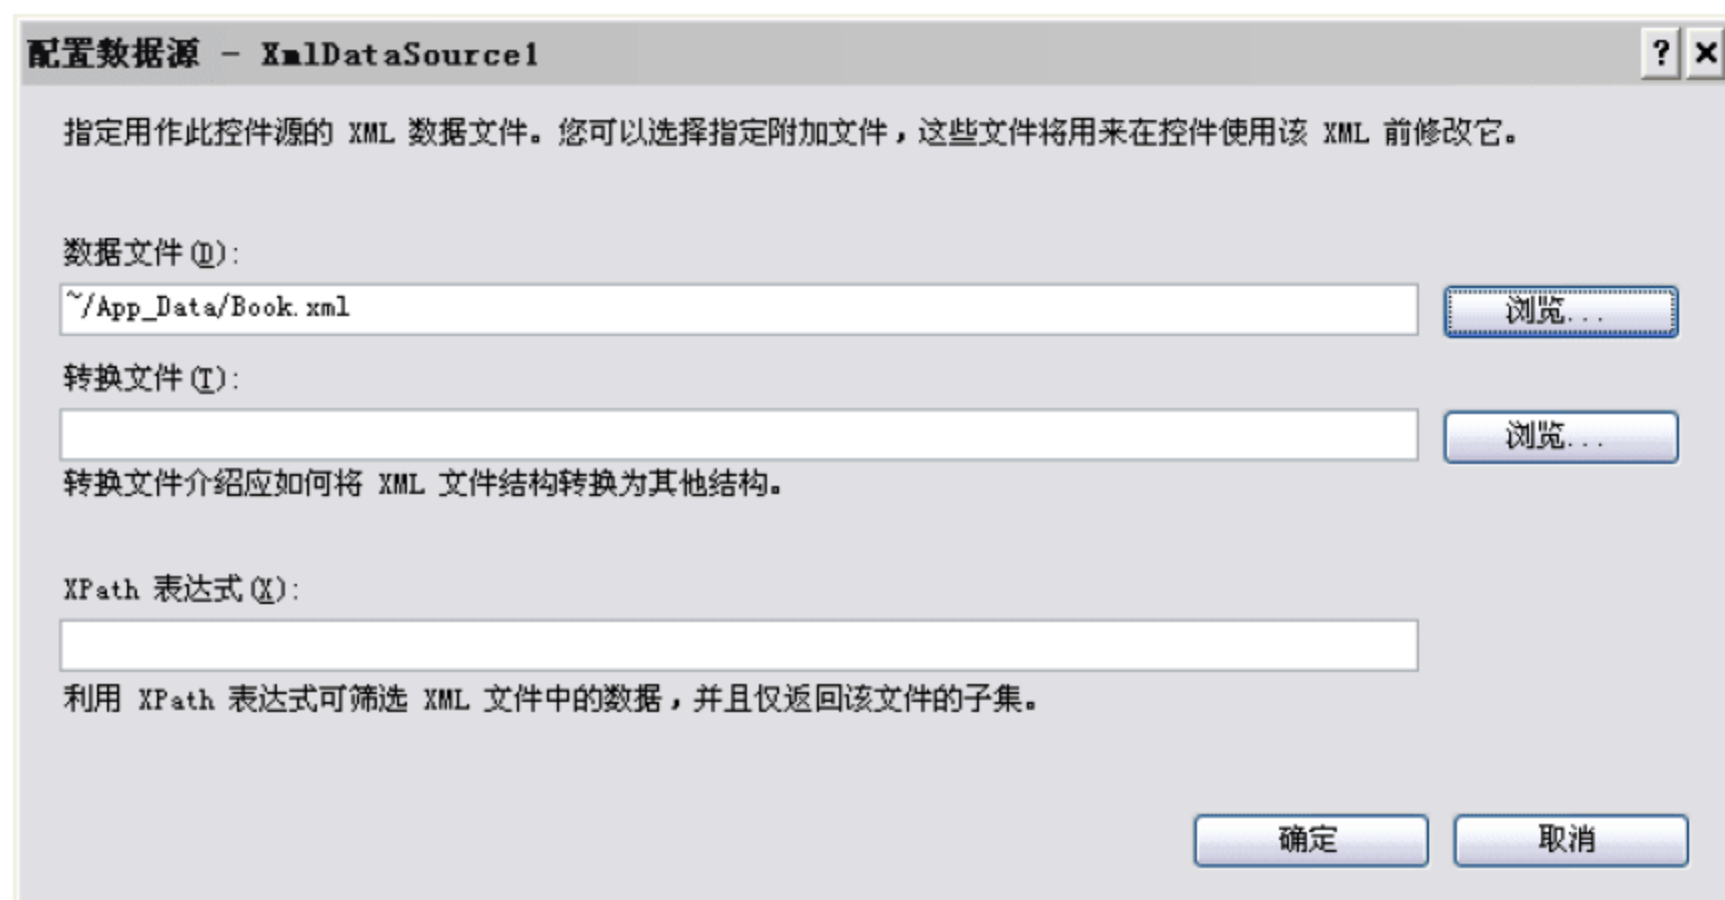 配置数据源 - XmlDataSource1
指定用作此控件源的 XML 数据文件。您可以选择指定附加文件，这些文件将用来在控件使用该 XML 前修改它。
数据文件(D):
~/App_Data/Book.xml
浏览...
转换文件(T):
浏览...
转换文件介绍应如何将 XML 文件结构转换为其他结构。
XPath 表达式(X):
利用 XPath 表达式可筛选 XML 文件中的数据，并且仅返回该文件的子集。
确定
取消